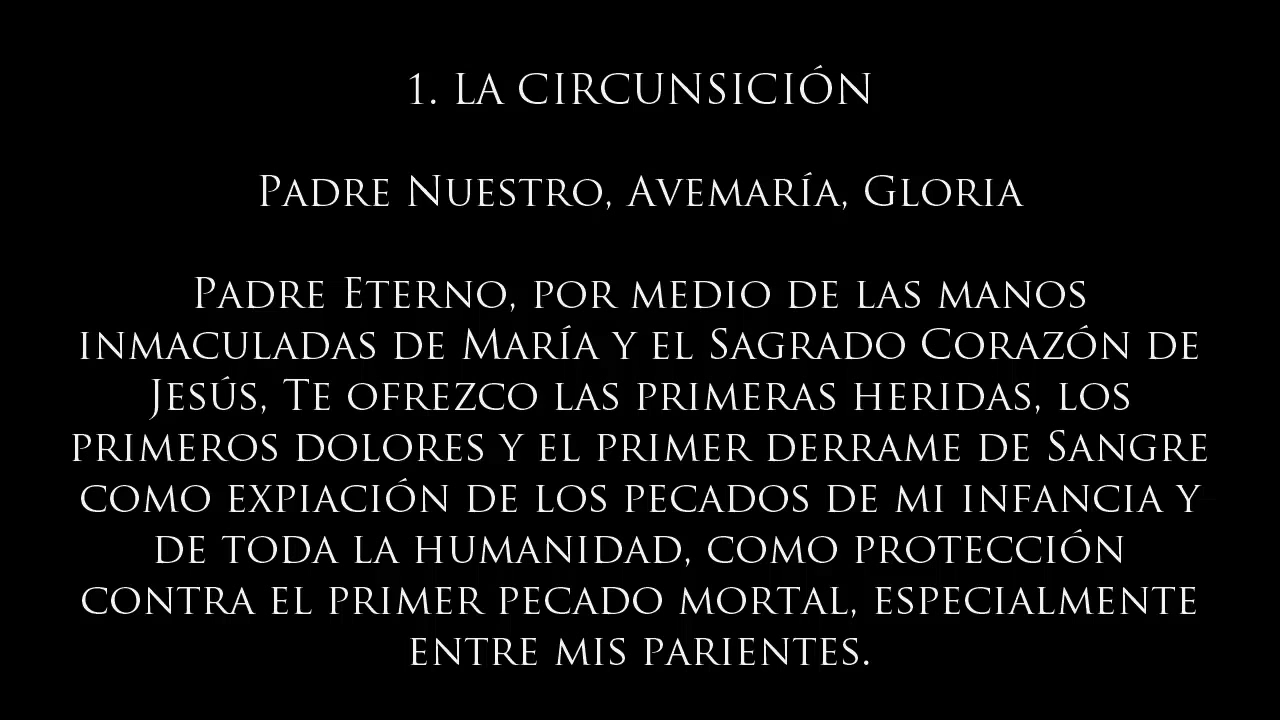 1. LA CIRCUNSICIÓN
Padre Nuestro, Avemaría, Gloria
Padre Eterno, por medio de las manos
inmaculadas de María y el Sagrado Corazón de
Jesús, Te ofrezco las primeras heridas, los
primeros dolores y el primer derrame de Sangre
como expiación de los pecados de mi infancia y
de toda la humanidad, como protección
contra el primer pecado mortal, especialmente
entre mis parientes.